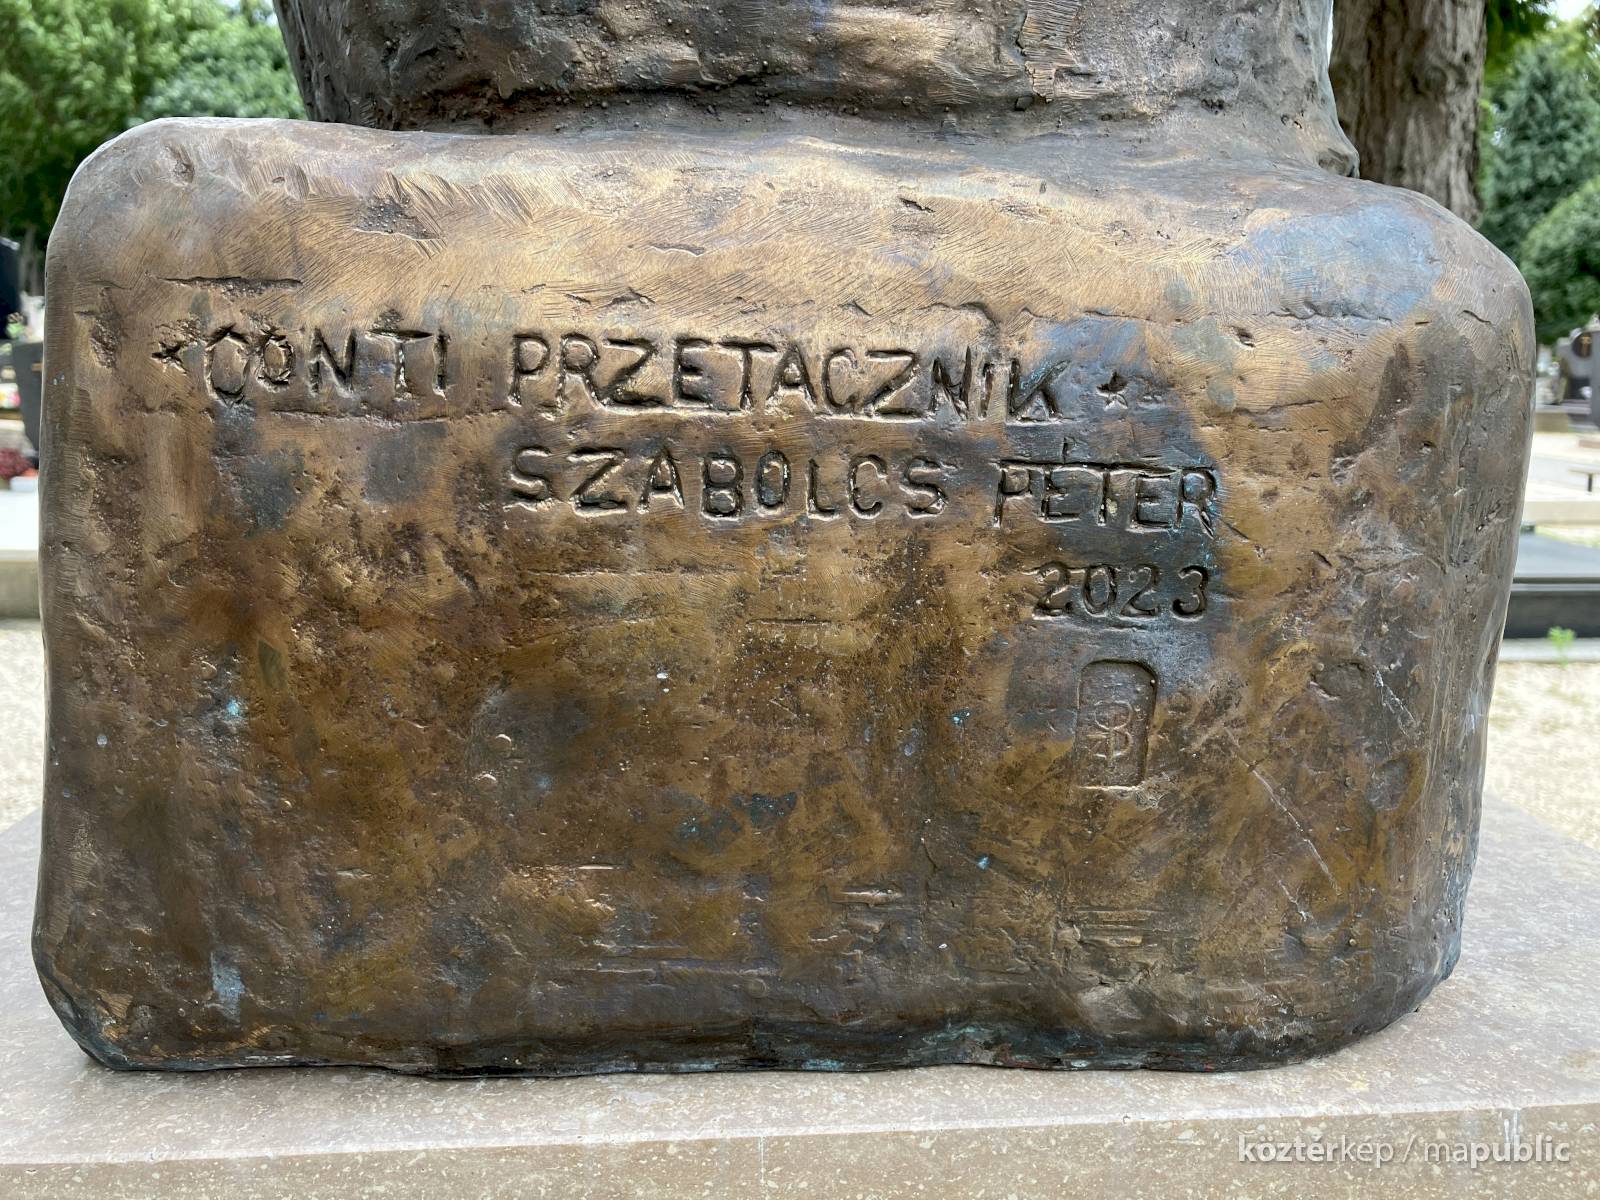 ★ CONTI PRZETACZNIK ★
SZABOLCS PÉTER
2023
köztérkép / mapublic